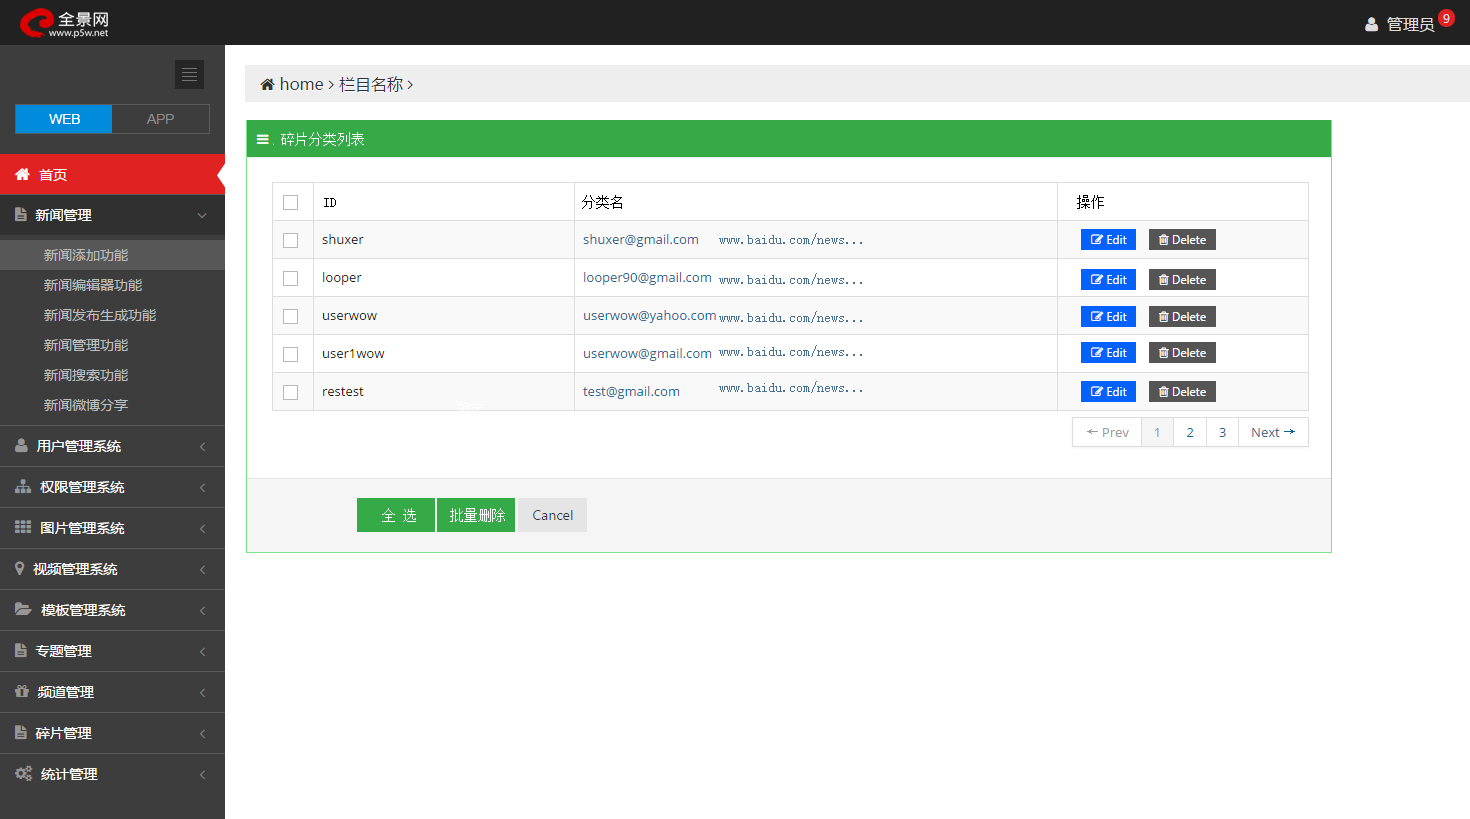 全景网
www.p5w.net
管理员 9
home > 栏目名称 >
WEB APP
首页
新闻管理
新闻添加功能
新闻编辑器功能
新闻发布生成功能
新闻管理功能
新闻搜索功能
新闻微博分享
用户管理系统
权限管理系统
图片管理系统
视频管理系统
模板管理系统
专题管理
频道管理
碎片管理
统计管理
碎片分类列表
ID 分类名 操作
shuxer shuxer@gmail.com www.baidu.com/news... Edit Delete
looper looper90@gmail.com www.baidu.com/news... Edit Delete
userwow userwow@yahoo.com www.baidu.com/news... Edit Delete
user1wow userwow@gmail.com www.baidu.com/news... Edit Delete
restest test@gmail.com www.baidu.com/news... Edit Delete
← Prev 1 2 3 Next →
全 选 批量删除 Cancel